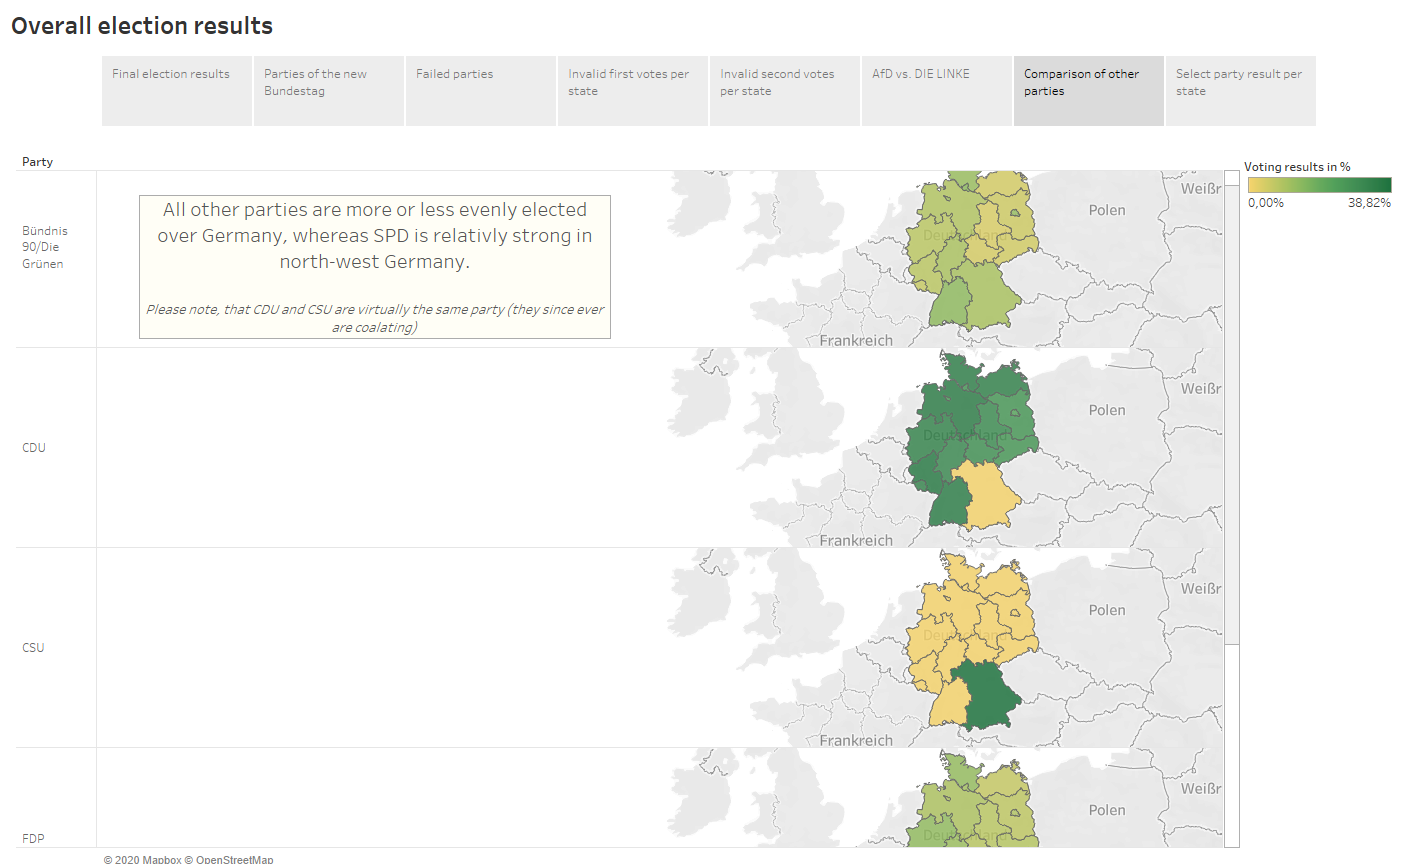 Overall election results
Final election results
Parties of the new
Bundestag
Failed parties
Invalid first votes per
state
Invalid second votes
per state
AfD vs. DIE LINKE
Comparison of other
parties
Select party result per
state
Party
Voting results in %
0,00%
38,82%
Bündnis
90/Die
Grünen
All other parties are more or less evenly elected
over Germany, whereas SPD is relativly strong in
north-west Germany.
Please note, that CDU and CSU are virtually the same party (they since ever
are coalating)
Weißr
Polen
Deutschland
Frankreich
CDU
Weißr
Polen
Deutschland
Frankreich
CSU
Weißr
Polen
Deutschland
Frankreich
FDP
Weißr
Polen
Deutschland
© 2020 Mapbox © OpenStreetMap